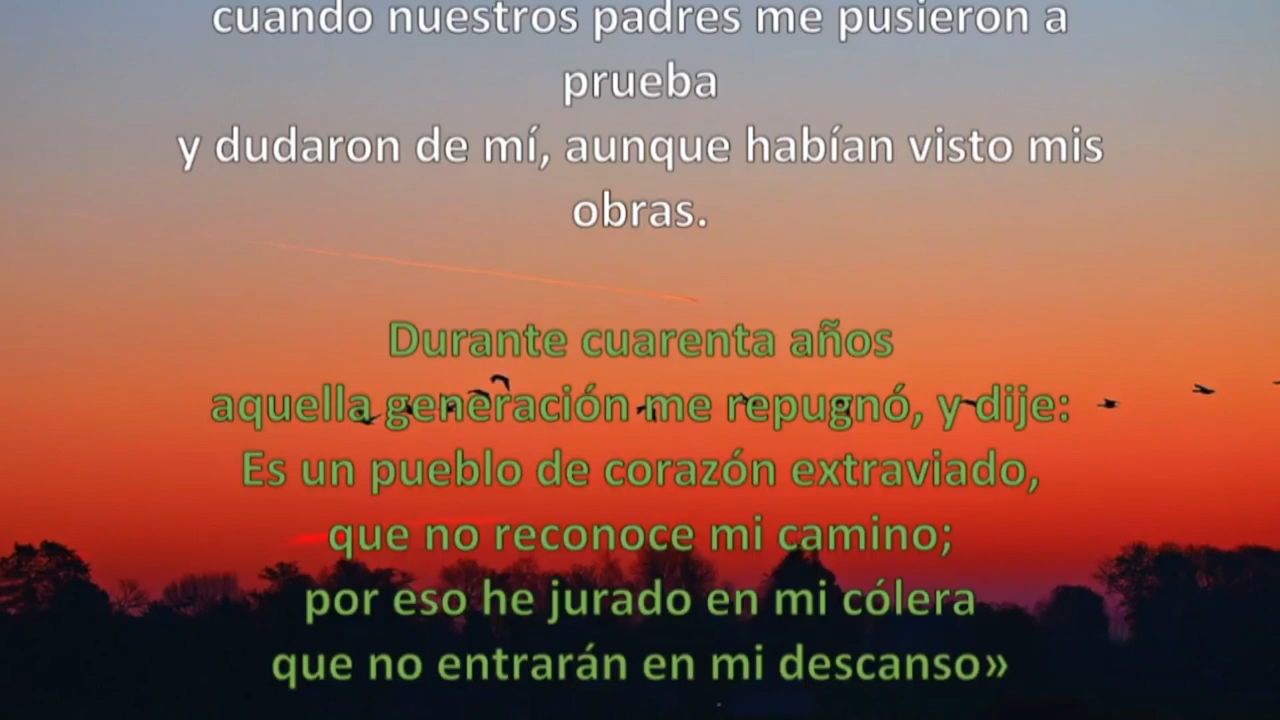 cuando nuestros padres me pusieron a
prueba
y dudaron de mí, aunque habían visto mis
obras.
Durante cuarenta años
aquella generación me repugnó, y dije:
Es un pueblo de corazón extraviado,
que no reconoce mi camino;
por eso he jurado en mi cólera
que no entrarán en mi descanso»